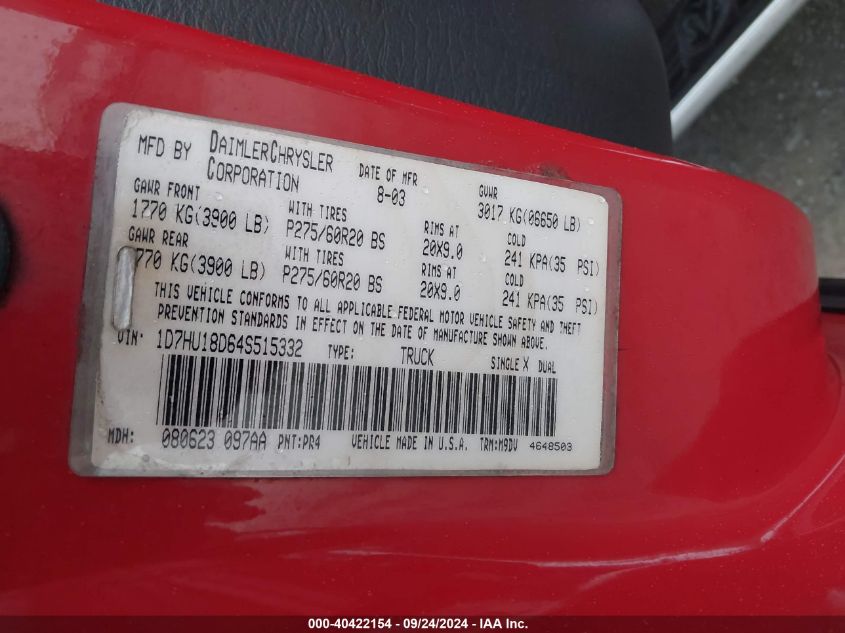 MFD BY DAIMLERCHRYSLER CORPORATION DATE OF MFR 8-03 GVWR 3017 KG(06650 LB)
GAWR FRONT WITH TIRES RIMS AT COLD
1770 KG(3900 LB) P275/60R20 BS 20X9.0 241 KPA(35 PSI)
GAWR REAR WITH TIRES RIMS AT COLD
770 KG(3900 LB) P275/60R20 BS 20X9.0 241 KPA(35 PSI)
THIS VEHICLE CONFORMS TO ALL APPLICABLE FEDERAL MOTOR VEHICLE SAFETY AND THEFT
PREVENTION STANDARDS IN EFFECT ON THE DATE OF MANUFACTURE SHOWN ABOVE.
VIN: 1D7HU18D64S515332 TYPE: TRUCK SINGLE X DUAL
MDH: 080623 097AA PNT:PR4 VEHICLE MADE IN U.S.A. TRM:M9DV 4648503
000-40422154 - 09/24/2024 - IAAI Inc.